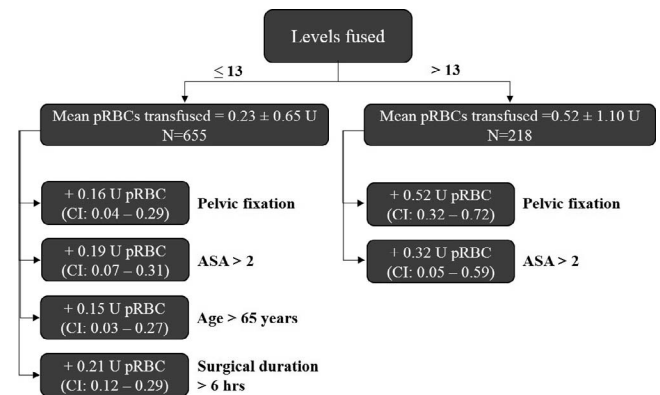 Levels fused
≤ 13
> 13
Mean pRBCs transfused = 0.23 ± 0.65 U
N=655
Mean pRBCs transfused =0.52 ± 1.10 U
N=218
+ 0.16 U pRBC
(CI: 0.04 – 0.29)
Pelvic fixation
+ 0.19 U pRBC
(CI: 0.07 – 0.31)
ASA > 2
+ 0.15 U pRBC
(CI: 0.03 – 0.27)
Age > 65 years
+ 0.21 U pRBC
(CI: 0.12 – 0.29)
Surgical duration
> 6 hrs
+ 0.52 U pRBC
(CI: 0.32 – 0.72)
Pelvic fixation
+ 0.32 U pRBC
(CI: 0.05 – 0.59)
ASA > 2